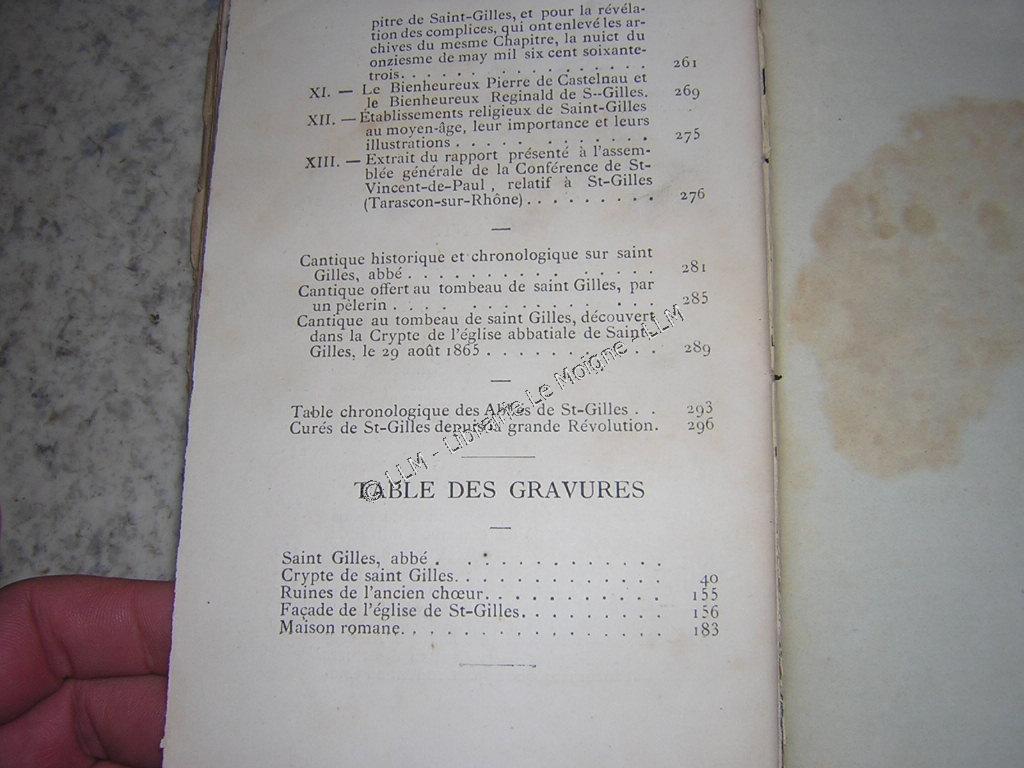 pitre de Saint-Gilles, et pour la révéla-
tion des complices, qui ont enlevé les ar-
chives du mesme Chapitre, la nuict du
onziesme de may mil six cent soixante-
trois. . . . . . . . . . . . . . . . 261
XI. — Le Bienheureux Pierre de Castelnau et
le Bienheureux Reginald de S--Gilles. 269
XII. — Établissements religieux de Saint-Gilles
au moyen-âge, leur importance et leurs
illustrations . . . . . . . . . . . 275
XIII. — Extrait du rapport présenté à l'assem-
blée générale de la Conférence de St-
Vincent-de-Paul, relatif à St-Gilles
(Tarascon-sur-Rhône) . . . . . . . . . 276
—
Cantique historique et chronologique sur saint
Gilles, abbé . . . . . . . . . . . . . . 281
Cantique offert au tombeau de saint Gilles, par
un pèlerin . . . . . . . . . . . . . . 285
Cantique au tombeau de saint Gilles, découvert
dans la Crypte de l'église abbatiale de Saint-
Gilles, le 29 août 1865 . . . . . . . . . . 289
—
Table chronologique des Abbés de St-Gilles . . 293
Curés de St-Gilles depuis la grande Révolution. 296
TABLE DES GRAVURES
—
Saint Gilles, abbé . . . . . . . . . . . .
Crypte de saint Gilles. . . . . . . . . . . . 40
Ruines de l'ancien chœur. . . . . . . . . . . 155
Façade de l'église de St-Gilles. . . . . . . . . 156
Maison romane. . . . . . . . . . . . . . . 183
© LLM - Librairie Le Moigne - LLM